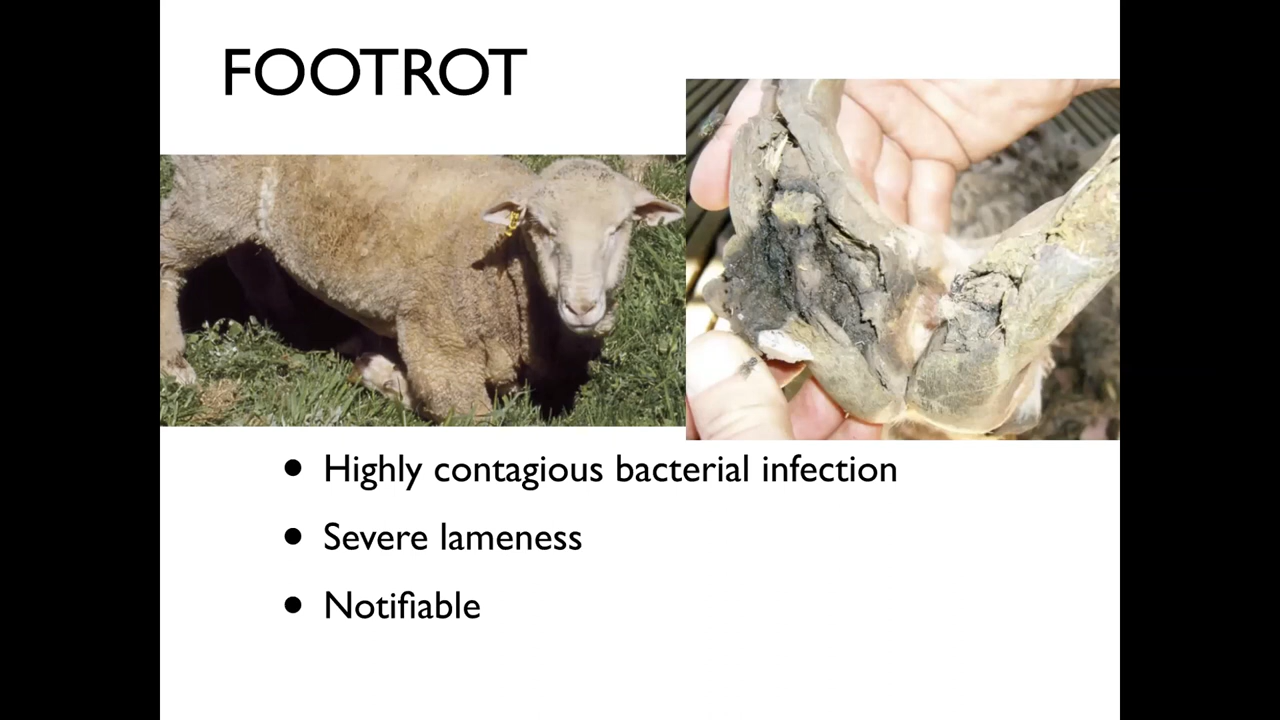 FOOTROT
• Highly contagious bacterial infection
• Severe lameness
• Notifiable